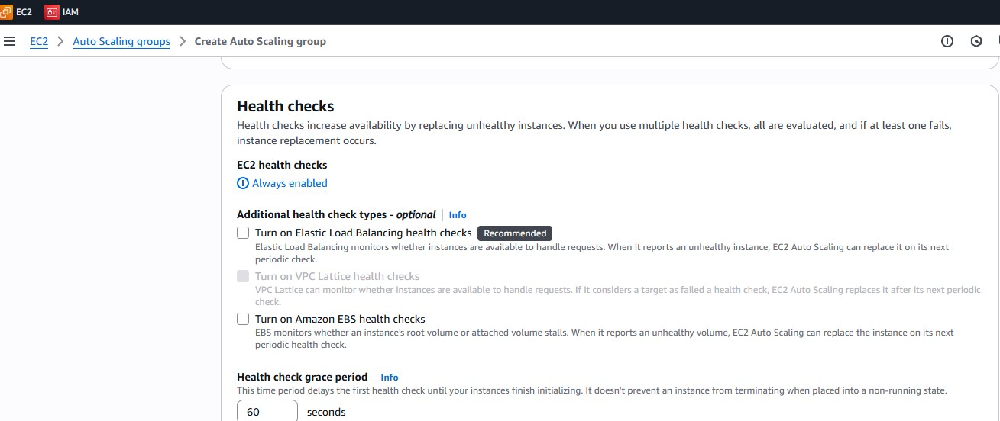 EC2 IAM
EC2 > Auto Scaling groups > Create Auto Scaling group
Health checks
Health checks increase availability by replacing unhealthy instances. When you use multiple health checks, all are evaluated, and if at least one fails,
instance replacement occurs.
EC2 health checks
Always enabled
Additional health check types - optional | Info
Turn on Elastic Load Balancing health checks Recommended
Elastic Load Balancing monitors whether instances are available to handle requests. When it reports an unhealthy instance, EC2 Auto Scaling can replace it on its next
periodic check.
Turn on VPC Lattice health checks
VPC Lattice can monitor whether instances are available to handle requests. If it considers a target as failed a health check, EC2 Auto Scaling replaces it after its next periodic
check.
Turn on Amazon EBS health checks
EBS monitors whether an instance's root volume or attached volume stalls. When it reports an unhealthy volume, EC2 Auto Scaling can replace the instance on its next
periodic health check.
Health check grace period | Info
This time period delays the first health check until your instances finish initializing. It doesn't prevent an instance from terminating when placed into a non-running state.
60 seconds